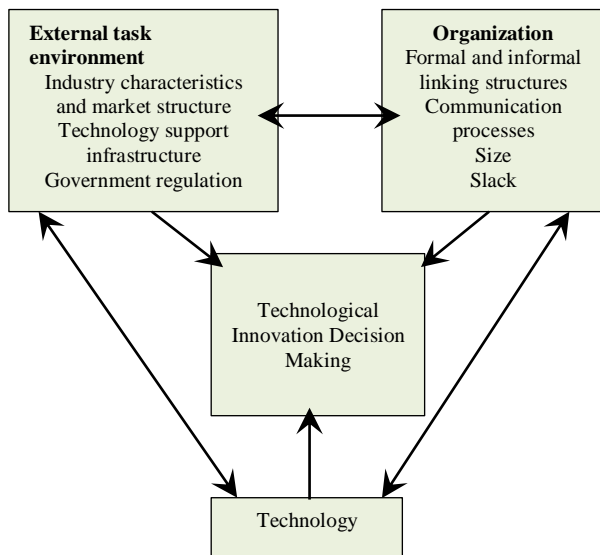 External task
environment
Industry characteristics
and market structure
Technology support
infrastructure
Government regulation
Organization
Formal and informal
linking structures
Communication
processes
Size
Slack
Technological
Innovation Decision
Making
Technology